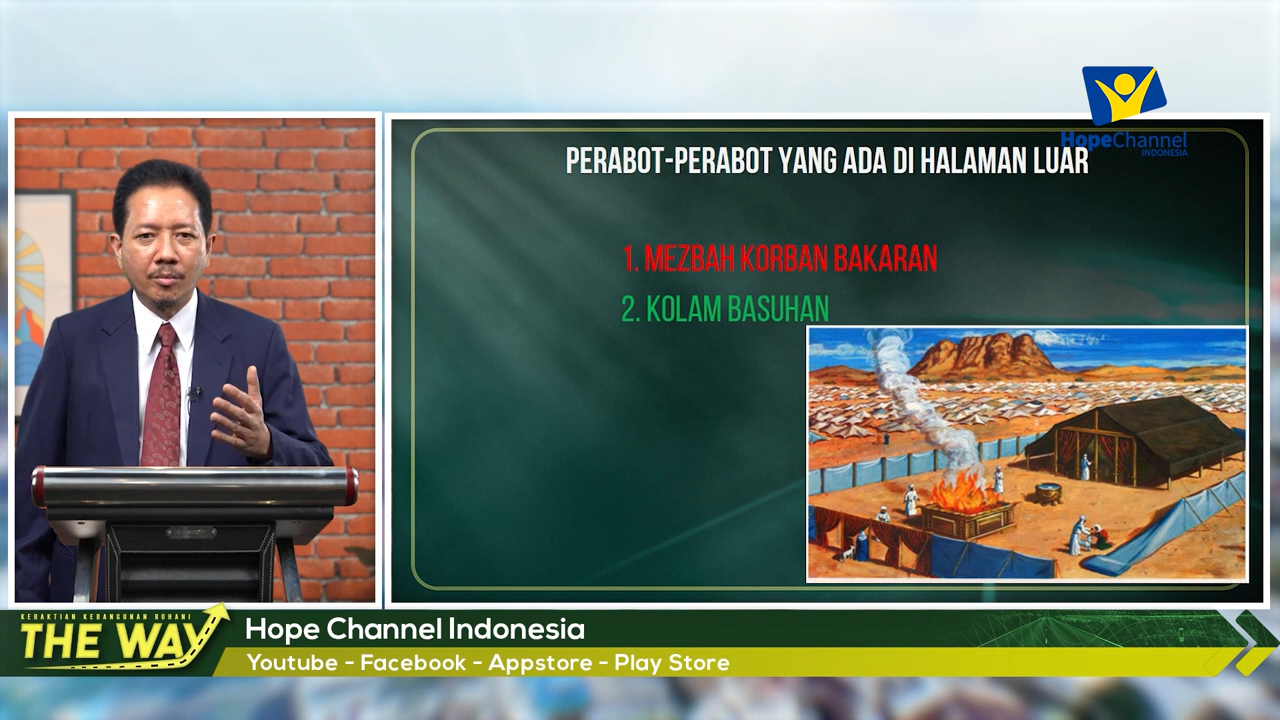 HopeChannel
INDONESIA
PERABOT-PERABOT YANG ADA DI HALAMAN LUAR
1. MEZBAH KORBAN BAKARAN
2. KOLAM BASUHAN
KEBAKTIAN KEBANGUNAN ROHANI
THE WAY
Hope Channel Indonesia
Youtube - Facebook - Appstore - Play Store